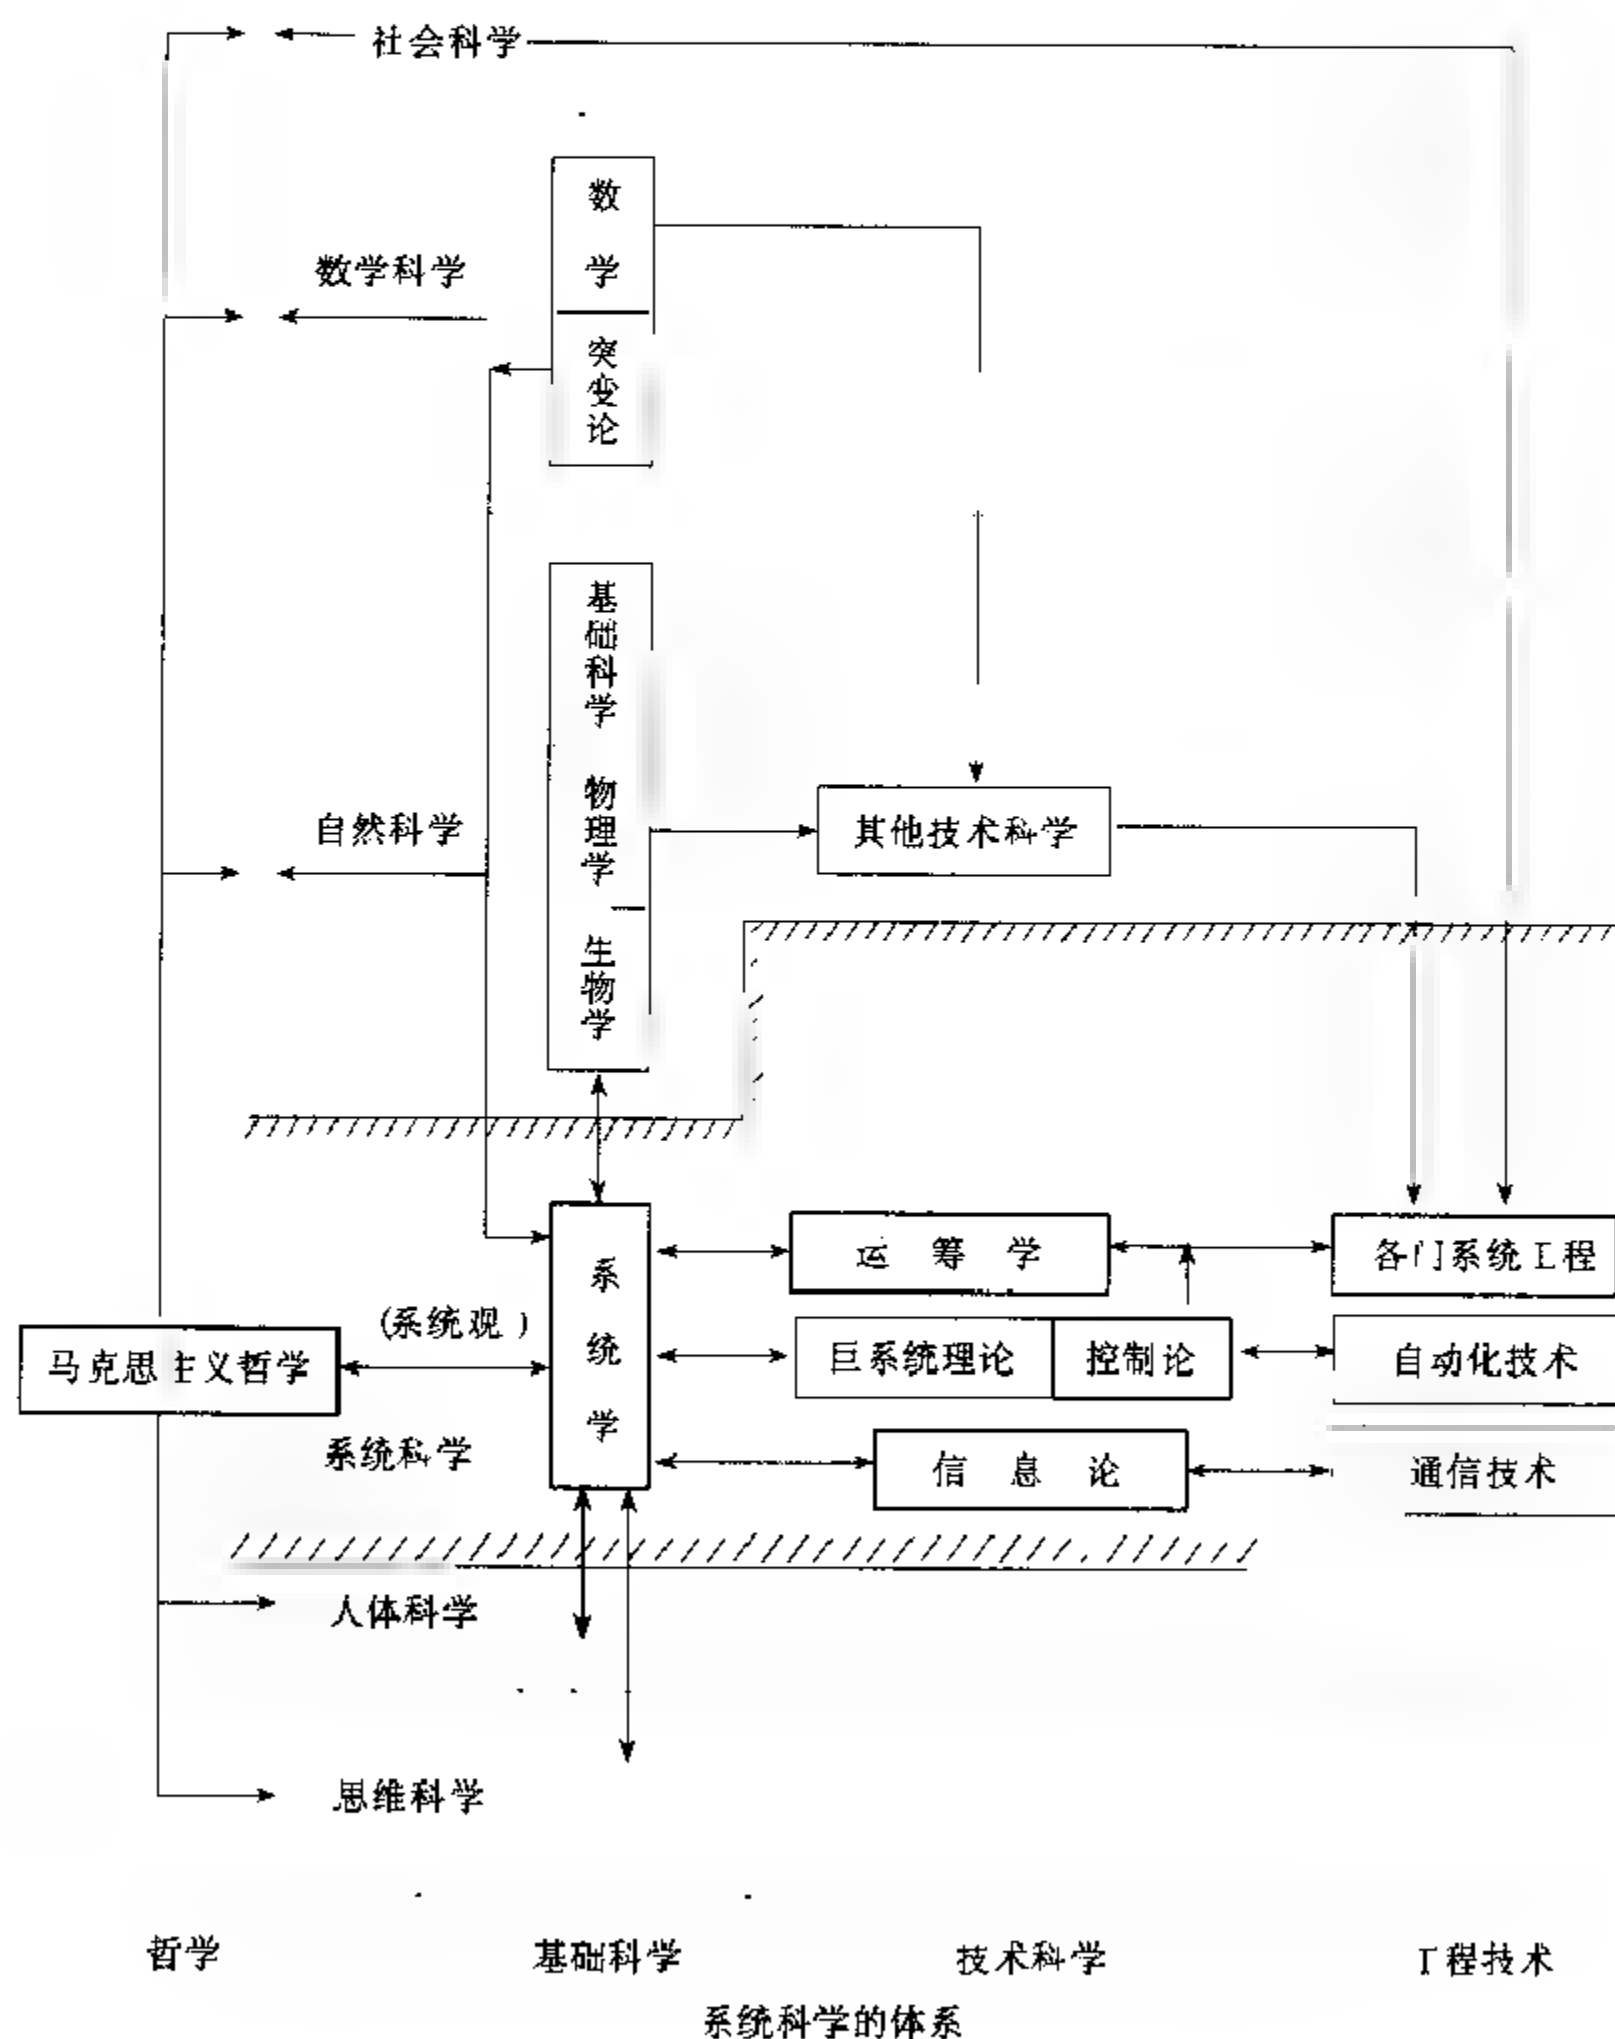 社会科学
数学
突变论
数学科学
基础科学 物理学 生物学
自然科学
其他技术科学
系统学
运筹学
各门系统工程
(系统观)
马克思主义哲学
巨系统理论
控制论
自动化技术
系统科学
信息论
通信技术
人体科学
思维科学
哲学
基础科学
技术科学
工程技术
系统科学的体系